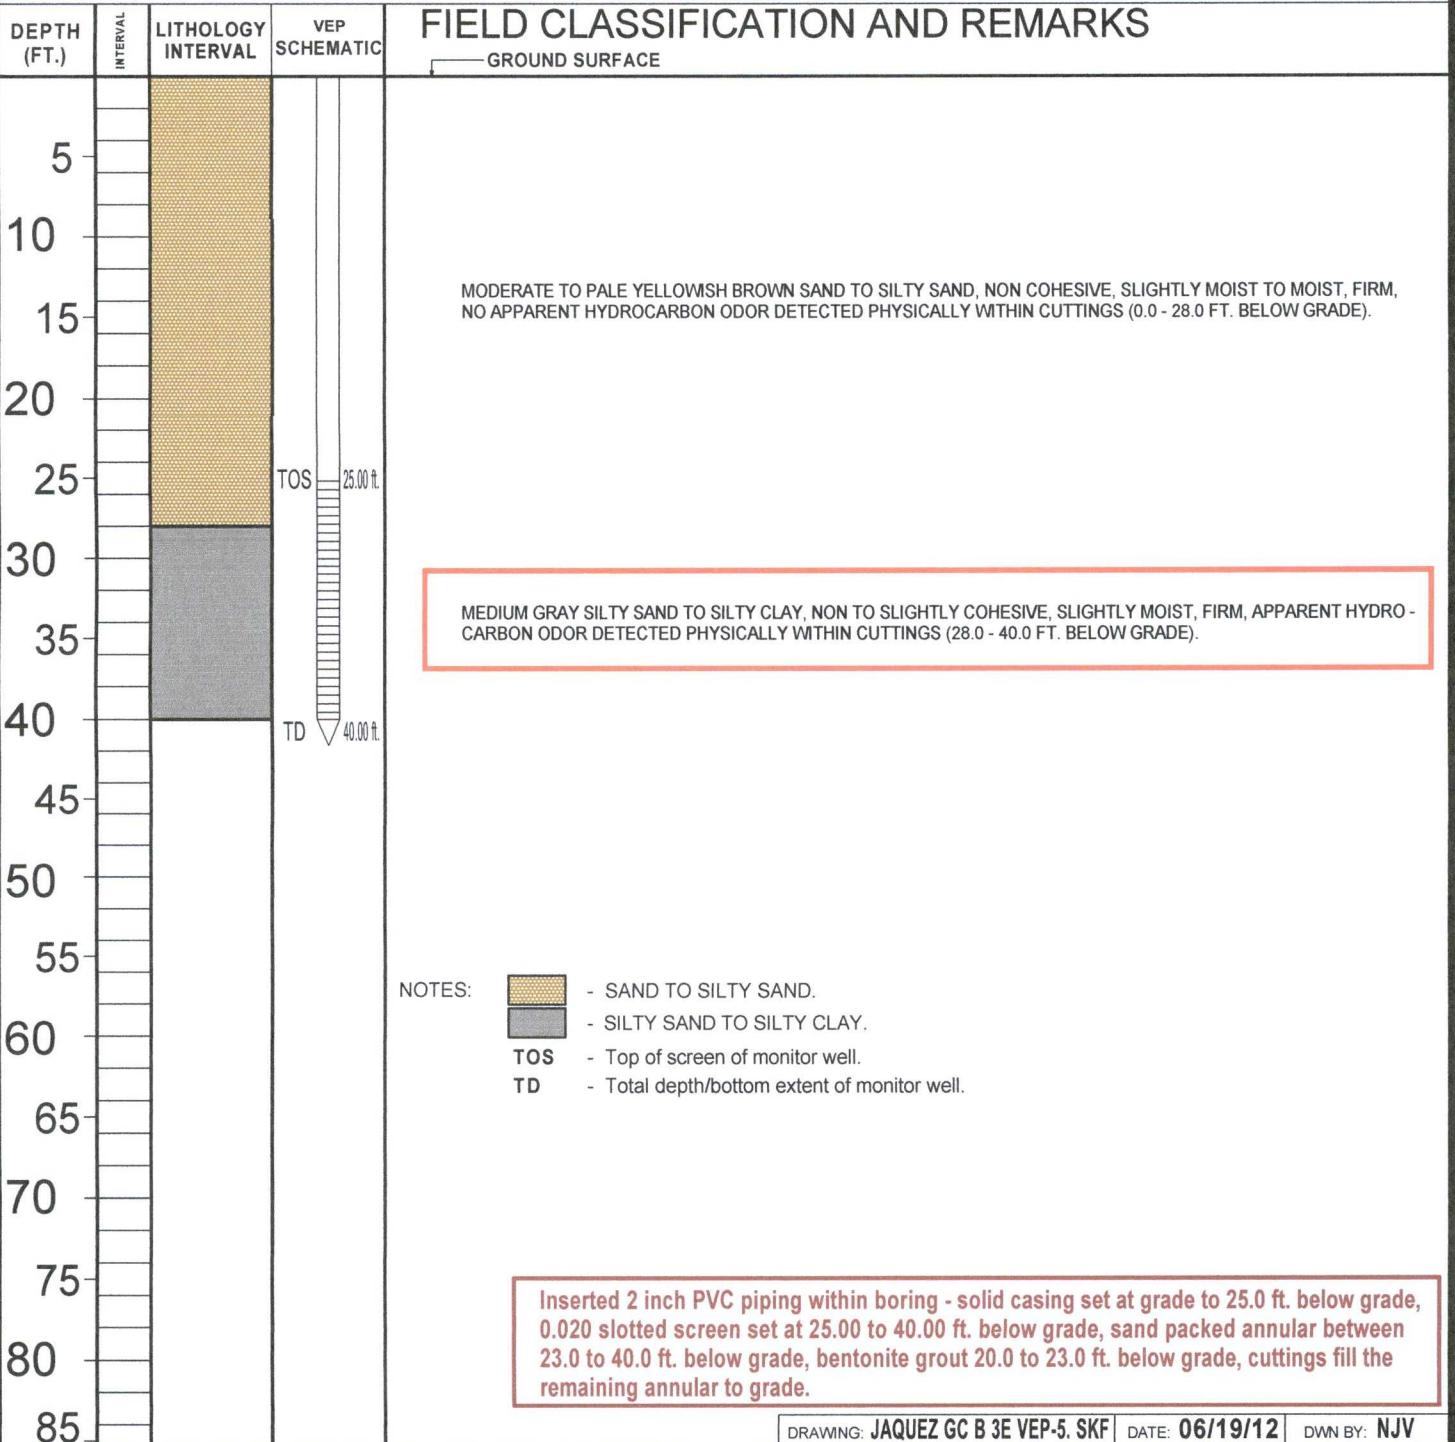 DEPTH
(FT.)
INTERVAL
LITHOLOGY
INTERVAL
VEP
SCHEMATIC
FIELD CLASSIFICATION AND REMARKS
GROUND SURFACE
5
10
MODERATE TO PALE YELLOWISH BROWN SAND TO SILTY SAND, NON COHESIVE, SLIGHTLY MOIST TO MOIST, FIRM,
NO APPARENT HYDROCARBON ODOR DETECTED PHYSICALLY WITHIN CUTTINGS (0.0 - 28.0 FT. BELOW GRADE).
15
20
25
TOS
25.00 ft.
30
MEDIUM GRAY SILTY SAND TO SILTY CLAY, NON TO SLIGHTLY COHESIVE, SLIGHTLY MOIST, FIRM, APPARENT HYDRO -
CARBON ODOR DETECTED PHYSICALLY WITHIN CUTTINGS (28.0 - 40.0 FT. BELOW GRADE).
35
40
TD
40.00 ft.
45
50
55
NOTES:
- SAND TO SILTY SAND.
- SILTY SAND TO SILTY CLAY.
60
TOS - Top of screen of monitor well.
TD - Total depth/bottom extent of monitor well.
65
70
75
Inserted 2 inch PVC piping within boring - solid casing set at grade to 25.0 ft. below grade,
0.020 slotted screen set at 25.00 to 40.00 ft. below grade, sand packed annular between
23.0 to 40.0 ft. below grade, bentonite grout 20.0 to 23.0 ft. below grade, cuttings fill the
remaining annular to grade.
80
85
DRAWING: JAQUEZ GC B 3E VEP-5. SKF
DATE: 06/19/12
DWN BY: NJV